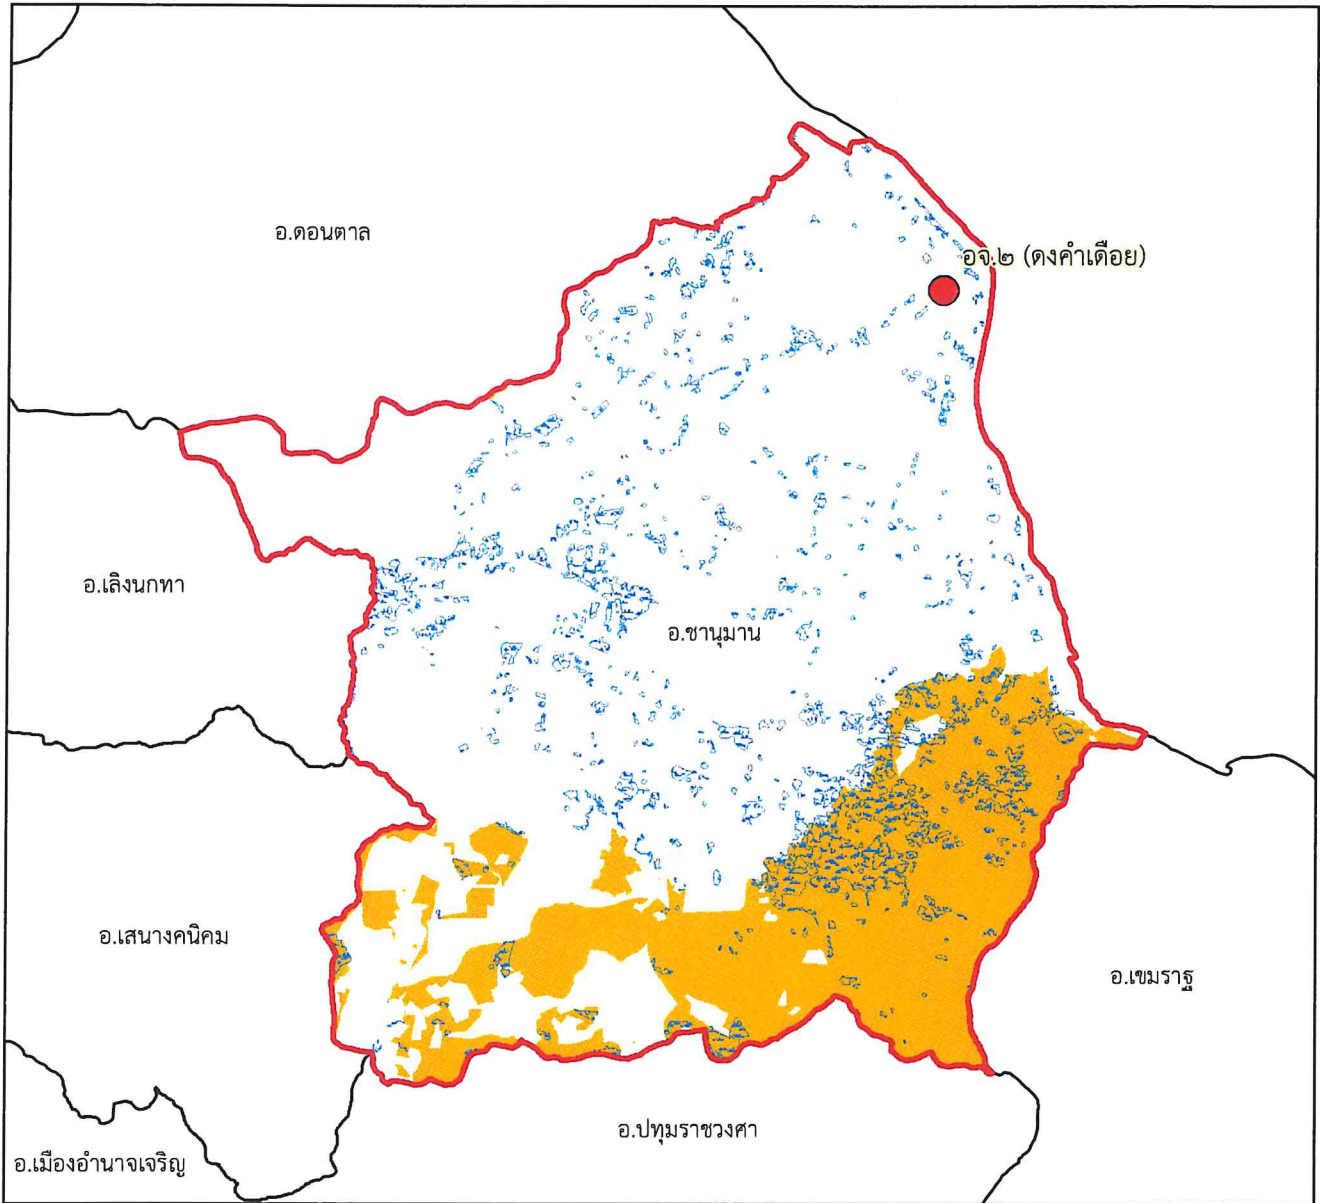 อ.ดอนตาล
อจ.๒ (ดงคำเดือย)
อ.เลิงนกทา
อ.ชานุมาน
อ.เสนางคนิคม
อ.เขมราฐ
อ.ปทุมราชวงศา
อ.เมืองอำนาจเจริญ